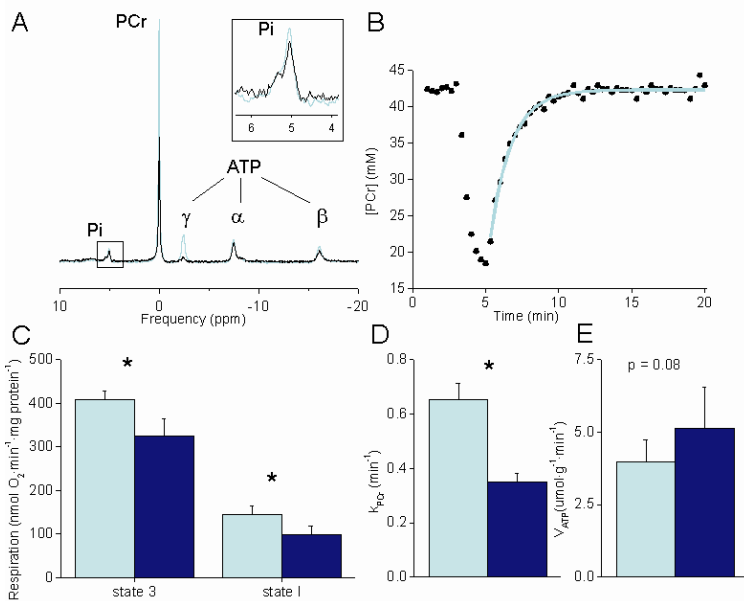 A
PCr
Pi
6 5 4
ATP
γ α β
Pi
10 0 -10 -20
Frequency (ppm)
B
45
40
35
30
25
20
15
[PCr] (mM)
0 5 10 15 20
Time (min)
C
500
400
300
200
100
0
Respiration (nmol O₂·min⁻¹·mg protein⁻¹)
*
*
state 3 state I
D
0.8
0.6
0.4
0.2
0.0
k_PCr (min⁻¹)
*
E
7.5
5.0
2.5
0.0
V_ATP (umol·g⁻¹·min⁻¹)
p = 0.08